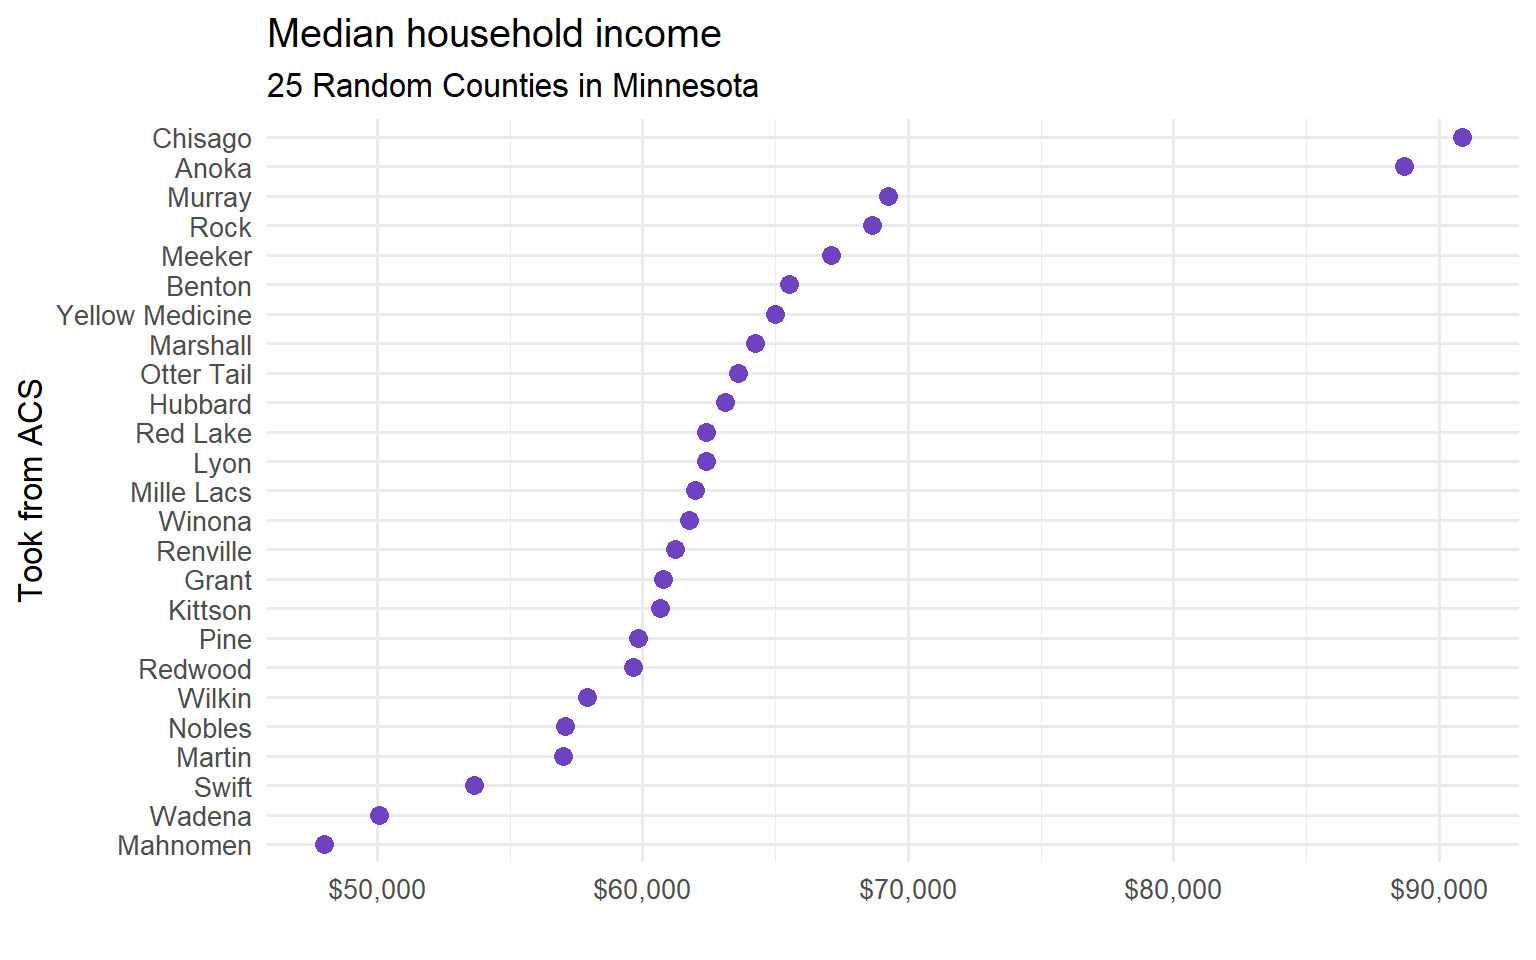 Median household income
25 Random Counties in Minnesota
Chisago
Anoka
Murray
Rock
Meeker
Benton
Yellow Medicine
Marshall
Otter Tail
Hubbard
Red Lake
Lyon
Mille Lacs
Winona
Renville
Grant
Kittson
Pine
Redwood
Wilkin
Nobles
Martin
Swift
Wadena
Mahnomen
Took from ACS
$50,000 $60,000 $70,000 $80,000 $90,000